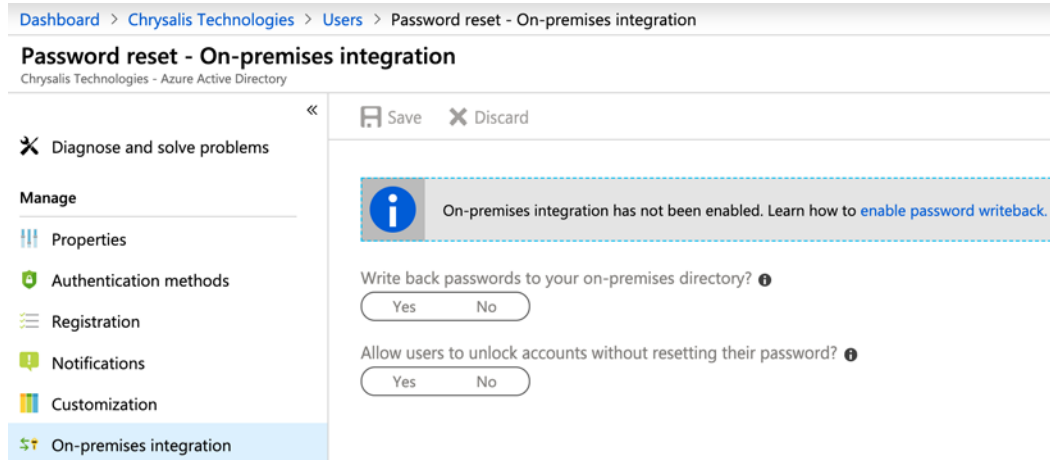 Dashboard > Chrysalis Technologies > Users > Password reset - On-premises integration
Password reset - On-premises integration
Chrysalis Technologies - Azure Active Directory
«
Save Discard
Diagnose and solve problems
Manage
Properties
Authentication methods
Registration
Notifications
Customization
On-premises integration
On-premises integration has not been enabled. Learn how to enable password writeback.
Write back passwords to your on-premises directory?
Yes No
Allow users to unlock accounts without resetting their password?
Yes No